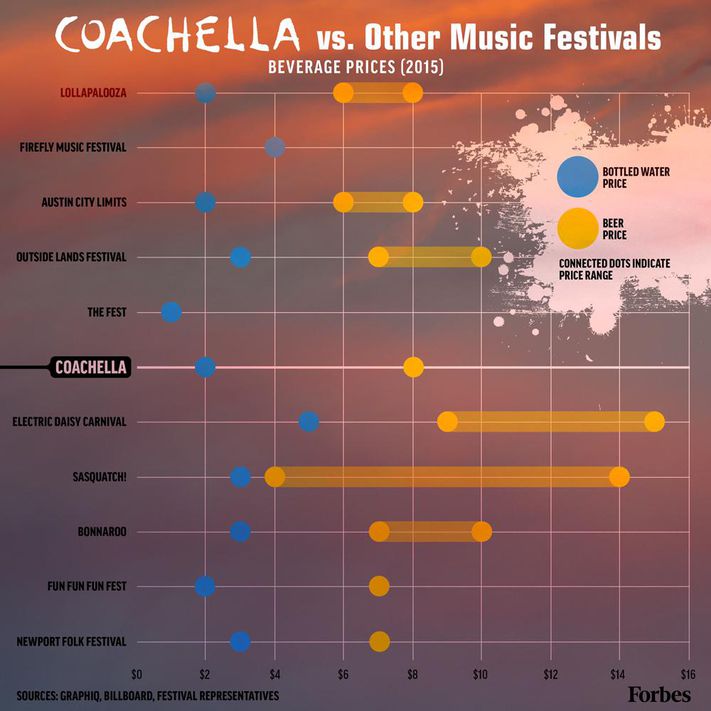 COACHELLA vs. Other Music Festivals
BEVERAGE PRICES (2015)
LOLLAPALOOZA
FIREFLY MUSIC FESTIVAL
BOTTLED WATER
PRICE
AUSTIN CITY LIMITS
BEER
PRICE
OUTSIDE LANDS FESTIVAL
CONNECTED DOTS INDICATE
PRICE RANGE
THE FEST
COACHELLA
ELECTRIC DAISY CARNIVAL
SASQUATCH!
BONNAROO
FUN FUN FUN FEST
NEWPORT FOLK FESTIVAL
$0 $2 $4 $6 $8 $10 $12 $14 $16
SOURCES: GRAPHIQ, BILLBOARD, FESTIVAL REPRESENTATIVES
Forbes